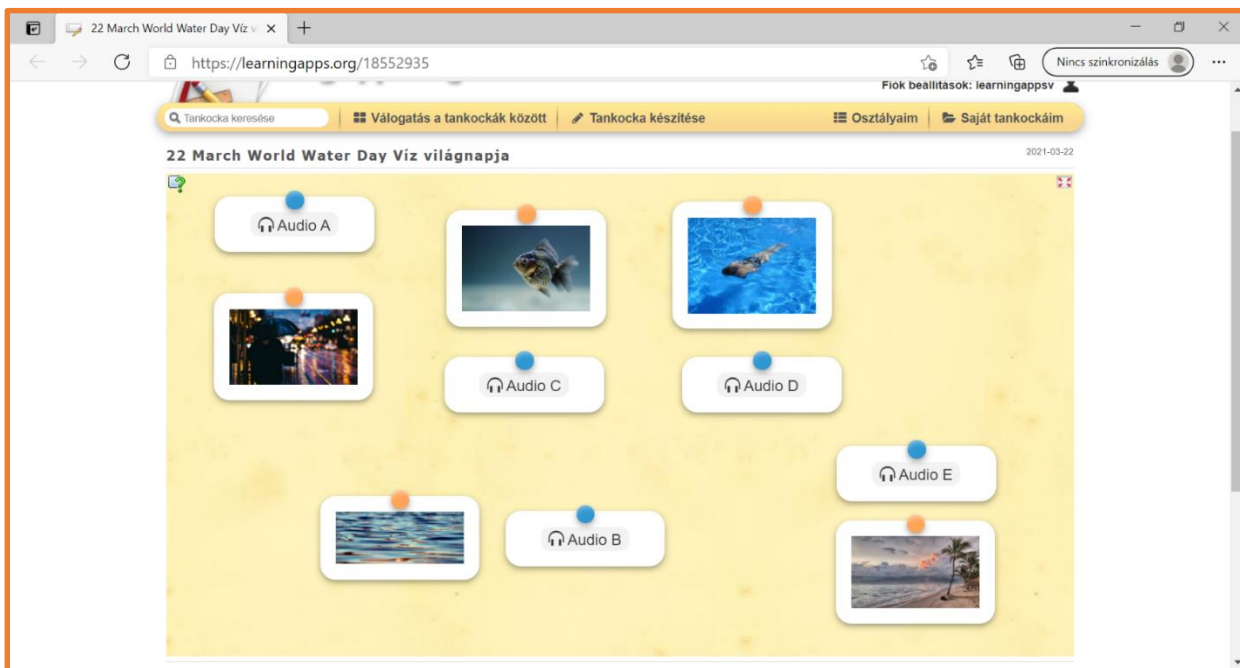 22 March World Water Day Víz v
https://learningapps.org/18552935
Nincs szinkronizálás
Fiók beállítások: learningappsv
Tankocka keresése
Válogatás a tankockák között
Tankocka készítése
Osztályaim
Saját tankockáim
22 March World Water Day Víz világnapja
2021-03-22
Audio A
Audio C
Audio D
Audio E
Audio B